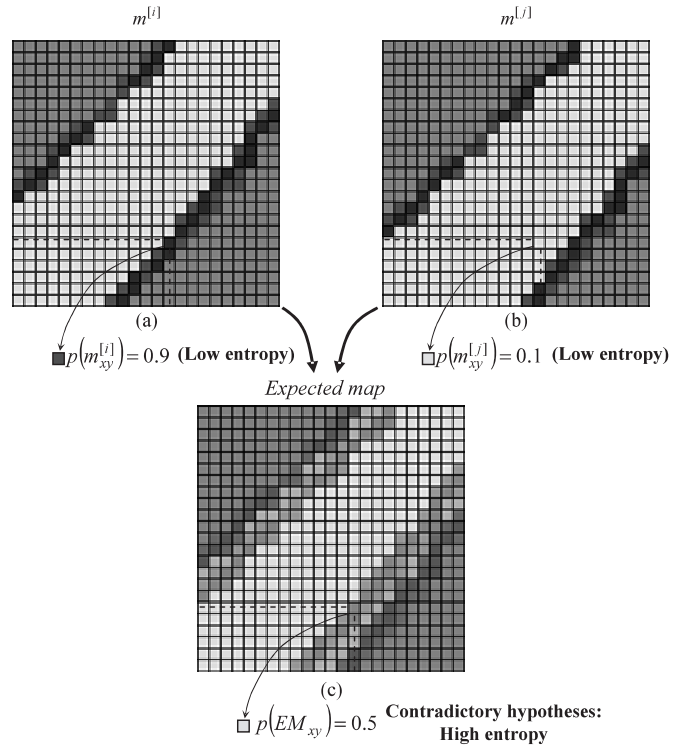 m^[i] m^[j]
(a) (b)
p(m_xy^[i]) = 0.9 (Low entropy) p(m_xy^[j]) = 0.1 (Low entropy)
Expected map
(c)
p(EM_xy) = 0.5 Contradictory hypotheses:
High entropy